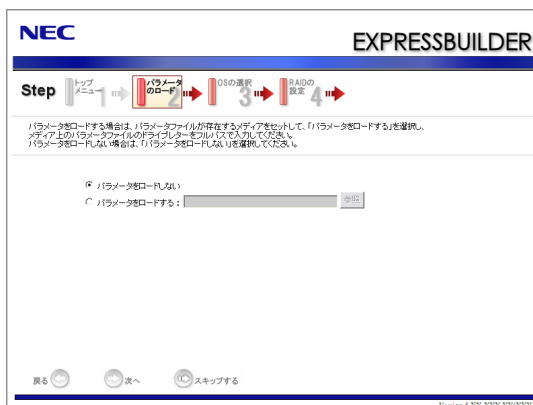 NEC
EXPRESSBUILDER
Step トップメニュー 1 パラメータのロード 2 OSの選択 3 RAIDの設定 4
パラメータをロードする場合は、パラメータファイルが存在するメディアをセットして、「パラメータをロードする」を選択し、
メディア上のパラメータファイルのドライブレターをフルパスで入力してください。
パラメータをロードしない場合は、「パラメータをロードしない」を選択してください。
パラメータをロードしない
パラメータをロードする： 参照
戻る 次へ スキップする